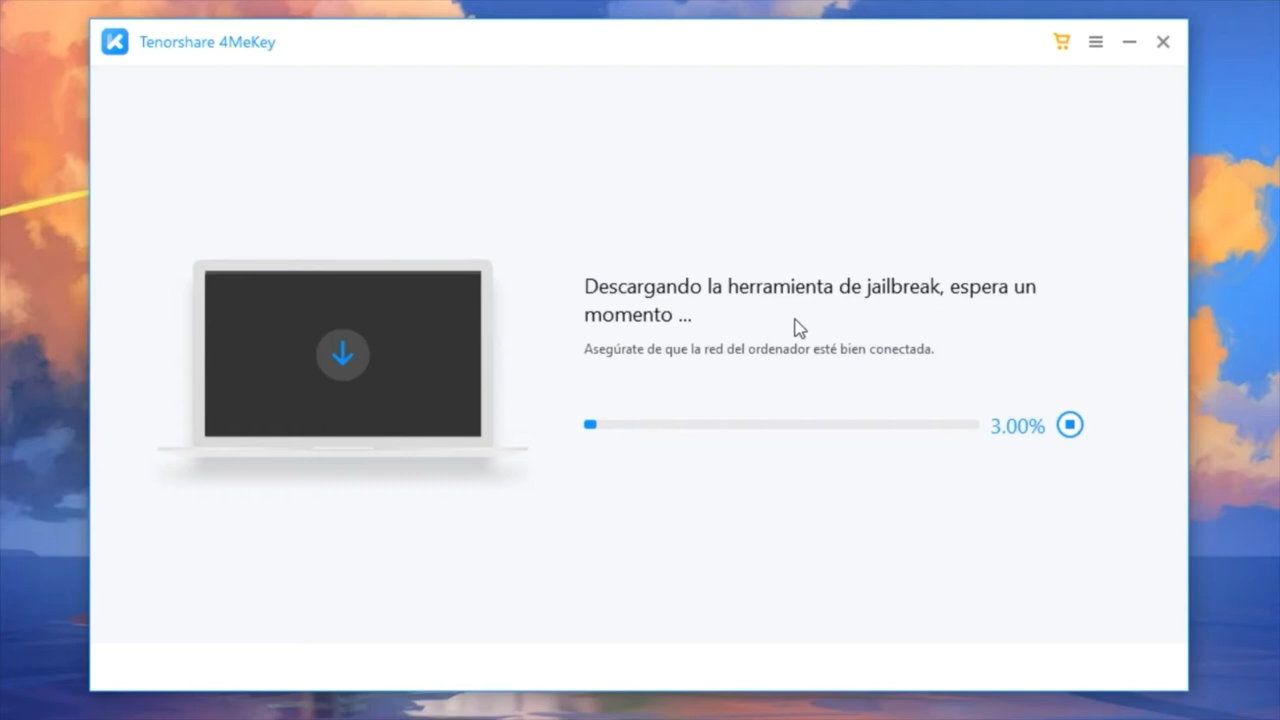 Tenorshare 4MeKey
Descargando la herramienta de jailbreak, espera un
momento ...
Asegúrate de que la red del ordenador esté bien conectada.
3.00%